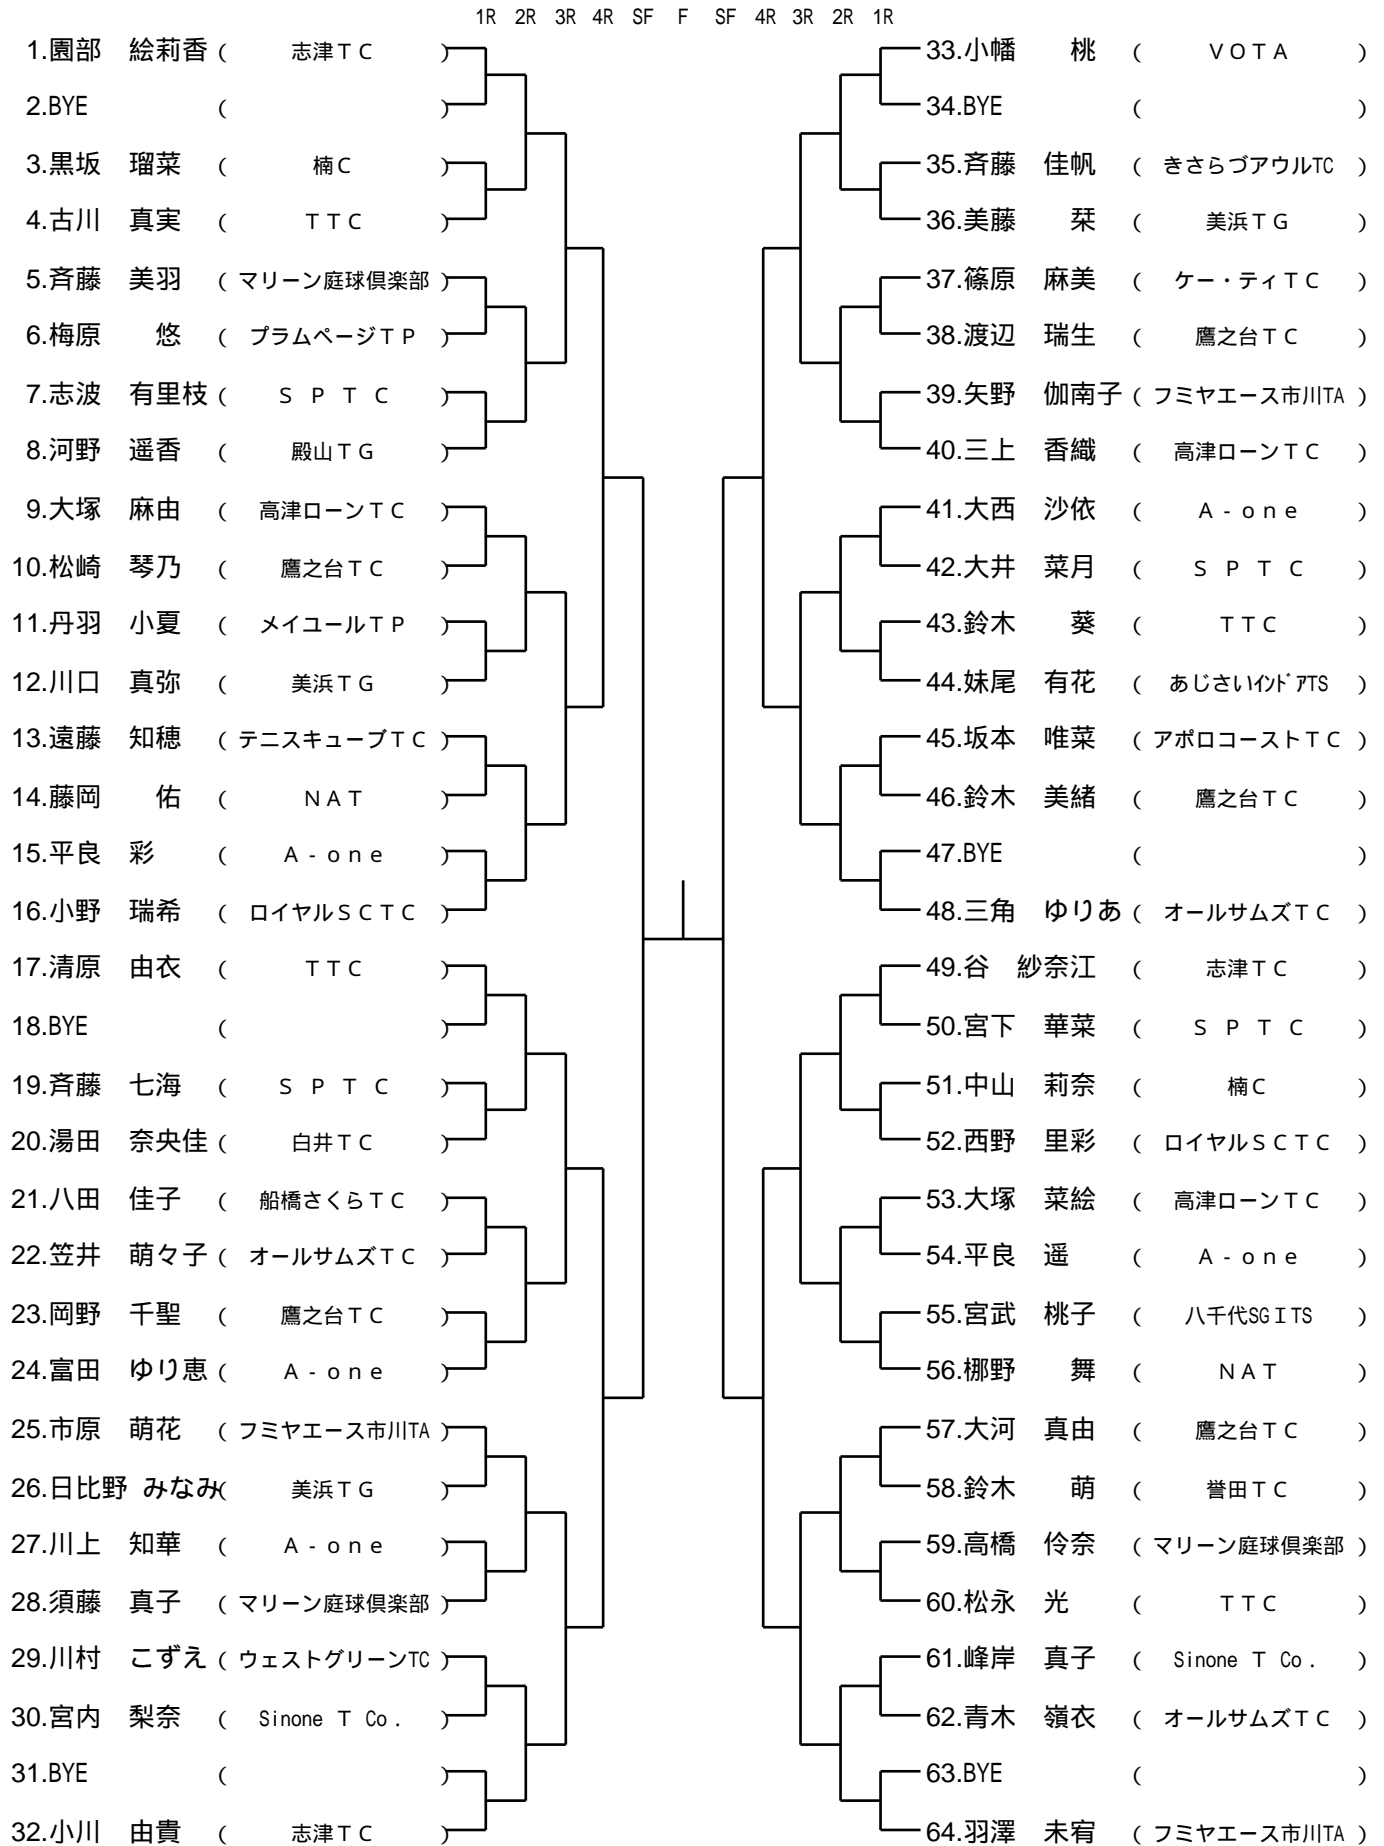 1R 2R 3R 4R SF F SF 4R 3R 2R 1R
1.園部 絵莉香 ( 志津TC )
2.BYE ( )
3.黒坂 瑠菜 ( 楠C )
4.古川 真実 ( TTC )
5.斉藤 美羽 ( マリーン庭球倶楽部 )
6.梅原 悠 ( プラムページTP )
7.志波 有里枝 ( SPTC )
8.河野 遥香 ( 殿山TG )
9.大塚 麻由 ( 高津ローンTC )
10.松崎 琴乃 ( 鷹之台TC )
11.丹羽 小夏 ( メイユールTP )
12.川口 真弥 ( 美浜TG )
13.遠藤 知穂 ( テニスキューブTC )
14.藤岡 佑 ( NAT )
15.平良 彩 ( A-one )
16.小野 瑞希 ( ロイヤルSCTC )
17.清原 由衣 ( TTC )
18.BYE ( )
19.斉藤 七海 ( SPTC )
20.湯田 奈央佳 ( 白井TC )
21.八田 佳子 ( 船橋さくらTC )
22.笠井 萌々子 ( オールサムズTC )
23.岡野 千聖 ( 鷹之台TC )
24.富田 ゆり恵 ( A-one )
25.市原 萌花 ( フミヤエース市川TA )
26.日比野 みなみ ( 美浜TG )
27.川上 知華 ( A-one )
28.須藤 真子 ( マリーン庭球倶楽部 )
29.川村 こずえ ( ウェストグリーンTC )
30.宮内 梨奈 ( Sinone T Co. )
31.BYE ( )
32.小川 由貴 ( 志津TC )
33.小幡 桃 ( VOTA )
34.BYE ( )
35.斉藤 佳帆 ( きさらづアウルTC )
36.美藤 栞 ( 美浜TG )
37.篠原 麻美 ( ケー・ティTC )
38.渡辺 瑞生 ( 鷹之台TC )
39.矢野 伽南子 ( フミヤエース市川TA )
40.三上 香織 ( 高津ローンTC )
41.大西 沙依 ( A-one )
42.大井 菜月 ( SPTC )
43.鈴木 葵 ( TTC )
44.妹尾 有花 ( あじさいインドアTS )
45.坂本 唯菜 ( アポロコーストTC )
46.鈴木 美緒 ( 鷹之台TC )
47.BYE ( )
48.三角 ゆりあ ( オールサムズTC )
49.谷 紗奈江 ( 志津TC )
50.宮下 華菜 ( SPTC )
51.中山 莉奈 ( 楠C )
52.西野 里彩 ( ロイヤルSCTC )
53.大塚 菜絵 ( 高津ローンTC )
54.平良 遥 ( A-one )
55.宮武 桃子 ( 八千代SGITS )
56.梛野 舞 ( NAT )
57.大河 真由 ( 鷹之台TC )
58.鈴木 萌 ( 誉田TC )
59.高橋 伶奈 ( マリーン庭球倶楽部 )
60.松永 光 ( TTC )
61.峰岸 真子 ( Sinone T Co. )
62.青木 嶺衣 ( オールサムズTC )
63.BYE ( )
64.羽澤 未宥 ( フミヤエース市川TA )